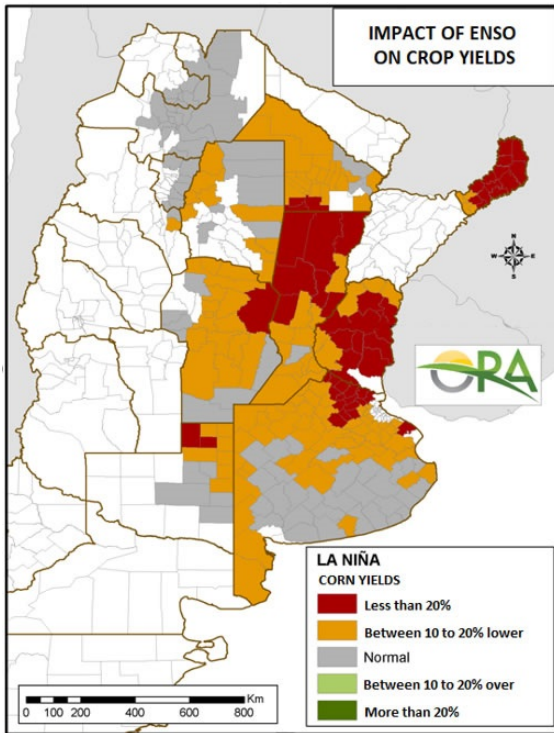 IMPACT OF ENSO
ON CROP YIELDS
N
W E
S
ORA
LA NIÑA
CORN YIELDS
Less than 20%
Between 10 to 20% lower
Normal
Between 10 to 20% over
More than 20%
Km
0 100 200 400 600 800